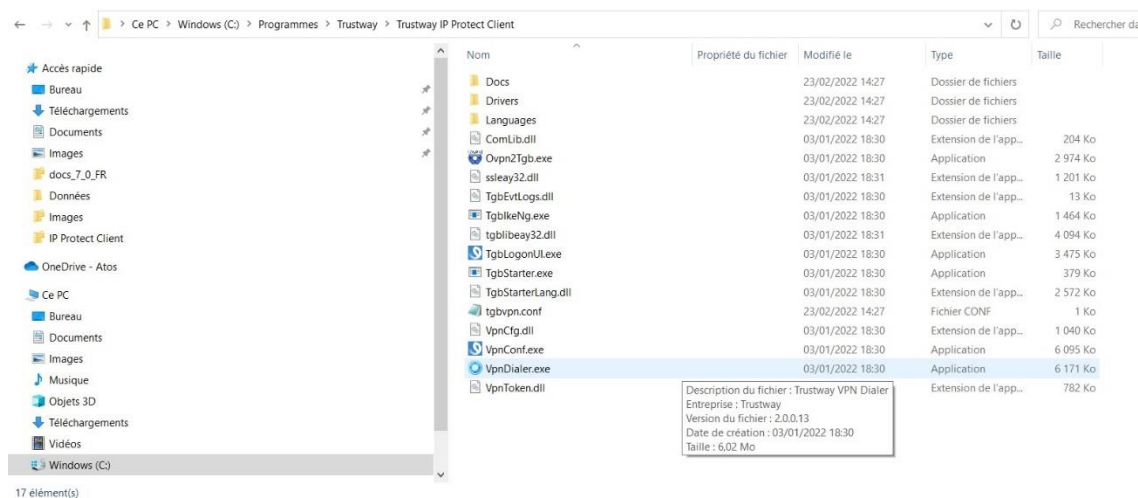 Ce PC > Windows (C:) > Programmes > Trustway > Trustway IP Protect Client
Rechercher da
Accès rapide
Bureau
Téléchargements
Documents
Images
docs_7_0_FR
Données
Images
IP Protect Client
OneDrive - Atos
Ce PC
Bureau
Documents
Images
Musique
Objets 3D
Téléchargements
Vidéos
Windows (C:)
Nom Propriété du fichier Modifié le Type Taille
Docs 23/02/2022 14:27 Dossier de fichiers
Drivers 23/02/2022 14:27 Dossier de fichiers
Languages 23/02/2022 14:27 Dossier de fichiers
ComLib.dll 03/01/2022 18:30 Extension de l'app... 204 Ko
Ovpn2Tgb.exe 03/01/2022 18:30 Application 2 974 Ko
ssleay32.dll 03/01/2022 18:31 Extension de l'app... 1 201 Ko
TgbEvtLogs.dll 03/01/2022 18:30 Extension de l'app... 13 Ko
TgbIkeNg.exe 03/01/2022 18:30 Application 1 464 Ko
tgblibeay32.dll 03/01/2022 18:31 Extension de l'app... 4 094 Ko
TgbLogonUI.exe 03/01/2022 18:30 Application 3 475 Ko
TgbStarter.exe 03/01/2022 18:30 Application 379 Ko
TgbStarterLang.dll 03/01/2022 18:30 Extension de l'app... 2 572 Ko
tgbvpn.conf 23/02/2022 14:27 Fichier CONF 1 Ko
VpnCfg.dll 03/01/2022 18:30 Extension de l'app... 1 040 Ko
VpnConf.exe 03/01/2022 18:30 Application 6 095 Ko
VpnDialer.exe 03/01/2022 18:30 Application 6 171 Ko
VpnToken.dll Extension de l'app... 782 Ko
Description du fichier : Trustway VPN Dialer
Entreprise : Trustway
Version du fichier : 2.0.0.13
Date de création : 03/01/2022 18:30
Taille : 6,02 Mo
17 élément(s)